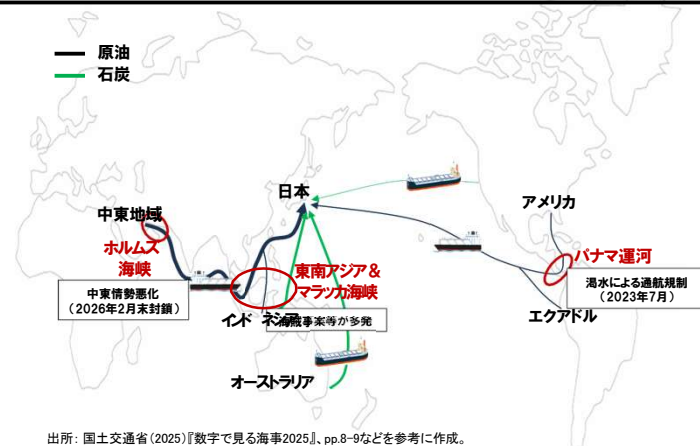 原油
石炭
日本
中東地域
アメリカ
ホルムズ
海峡
東南アジア＆
マラッカ海峡
パナマ運河
中東情勢悪化
（2026年2月末封鎖）
渇水による通航規制
（2023年7月）
インドネシア
海賊事案等が多発
エクアドル
オーストラリア
出所：国土交通省（2025）『数字で見る海事2025』、pp.8-9などを参考に作成。